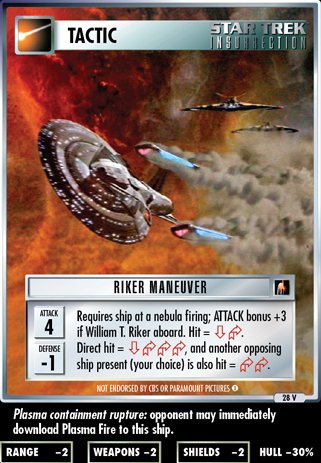 TACTIC
STAR TREK
INSURRECTION
RIKER MANEUVER
ATTACK
4
DEFENSE
-1
Requires ship at a nebula firing; ATTACK bonus +3
if William T. Riker aboard. Hit =
Direct hit = , and another opposing
ship present (your choice) is also hit =
NOT ENDORSED BY CBS OR PARAMOUNT PICTURES
28 V
Plasma containment rupture: opponent may immediately
download Plasma Fire to this ship.
RANGE -2 WEAPONS -2 SHIELDS -2 HULL -30%